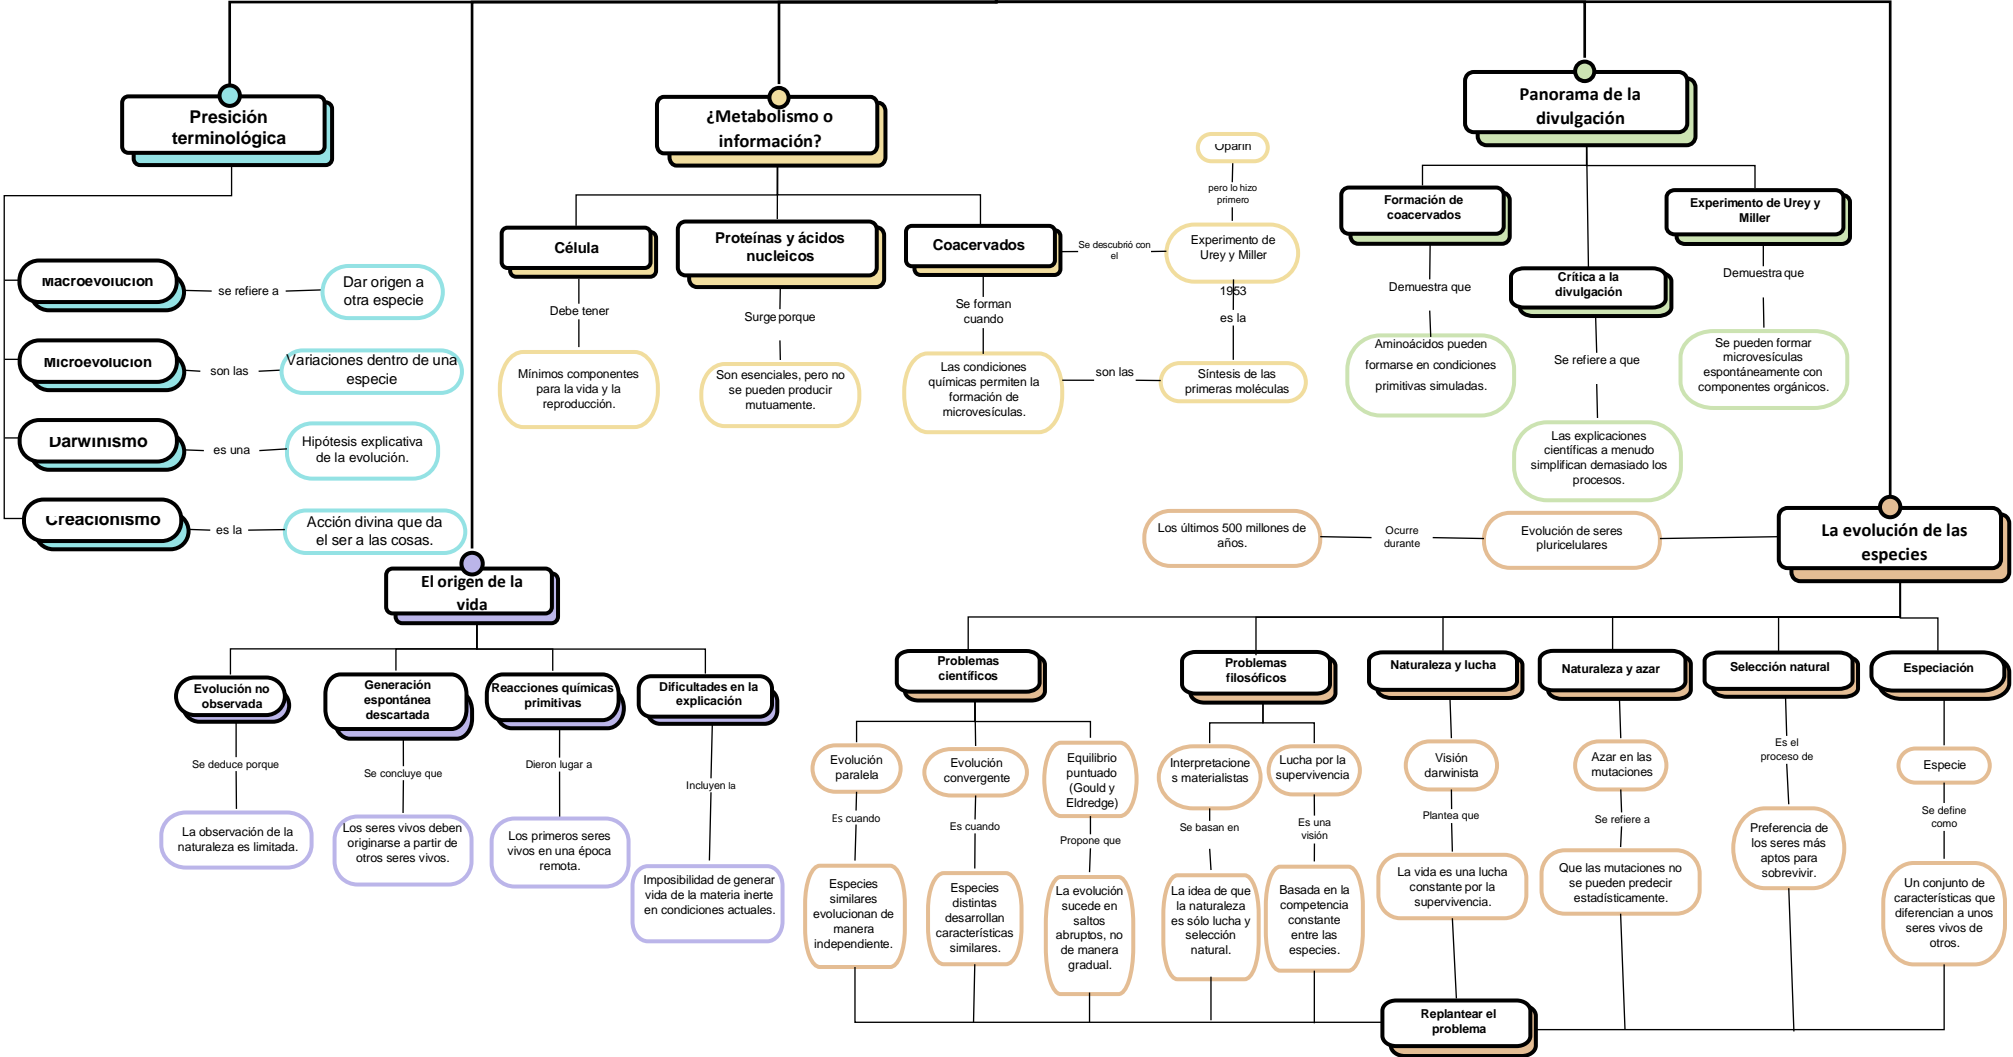 Presición
terminológica
Macroevolución
se refiere a
Dar origen a
otra especie
Microevolución
son las
Variaciones dentro de una
especie
Darwinismo
es una
Hipótesis explicativa
de la evolución.
Creacionismo
es la
Acción divina que da
el ser a las cosas.
El origen de la
vida
Evolución no
observada
Se deduce porque
La observación de la
naturaleza es limitada.
Generación
espontánea
descartada
Se concluye que
Los seres vivos deben
originarse a partir de
otros seres vivos.
Reacciones químicas
primitivas
Dieron lugar a
Los primeros seres
vivos en una época
remota.
Dificultades en la
explicación
Incluyen la
Imposibilidad de generar
vida de la materia inerte
en condiciones actuales.
¿Metabolismo o
información?
Célula
Debe tener
Mínimos componentes
para la vida y la
reproducción.
Proteínas y ácidos
nucleicos
Surge porque
Son esenciales, pero no
se pueden producir
mutuamente.
Coacervados
Se forman
cuando
Las condiciones
químicas permiten la
formación de
microvesículas.
son las
Se descubrió con
el
Oparin
pero lo hizo
primero
Experimento de
Urey y Miller
1953
es la
Síntesis de las
primeras moléculas
Panorama de la
divulgación
Formación de
coacervados
Demuestra que
Aminoácidos pueden
formarse en condiciones
primitivas simuladas.
Crítica a la
divulgación
Se refiere a que
Las explicaciones
científicas a menudo
simplifican demasiado los
procesos.
Experimento de Urey y
Miller
Demuestra que
Se pueden formar
microvesículas
espontáneamente con
componentes orgánicos.
La evolución de las
especies
Evolución de seres
pluricelulares
Ocurre
durante
Los últimos 500 millones de
años.
Problemas
científicos
Evolución
paralela
Es cuando
Especies
similares
evolucionan de
manera
independiente.
Evolución
convergente
Es cuando
Especies
distintas
desarrollan
características
similares.
Equilibrio
puntuado
(Gould y
Eldredge)
Propone que
La evolución
sucede en
saltos
abruptos, no
de manera
gradual.
Problemas
filosóficos
Interpretacione
s materialistas
Se basan en
La idea de que
la naturaleza
es sólo lucha y
selección
natural.
Lucha por la
supervivencia
Es una
visión
Basada en la
competencia
constante
entre las
especies.
Naturaleza y lucha
Visión
darwinista
Plantea que
La vida es una lucha
constante por la
supervivencia.
Naturaleza y azar
Azar en las
mutaciones
Se refiere a
Que las mutaciones no
se pueden predecir
estadísticamente.
Selección natural
Es el
proceso de
Preferencia de
los seres más
aptos para
sobrevivir.
Especiación
Especie
Se define
como
Un conjunto de
características que
diferencian a unos
seres vivos de
otros.
Replantear el
problema